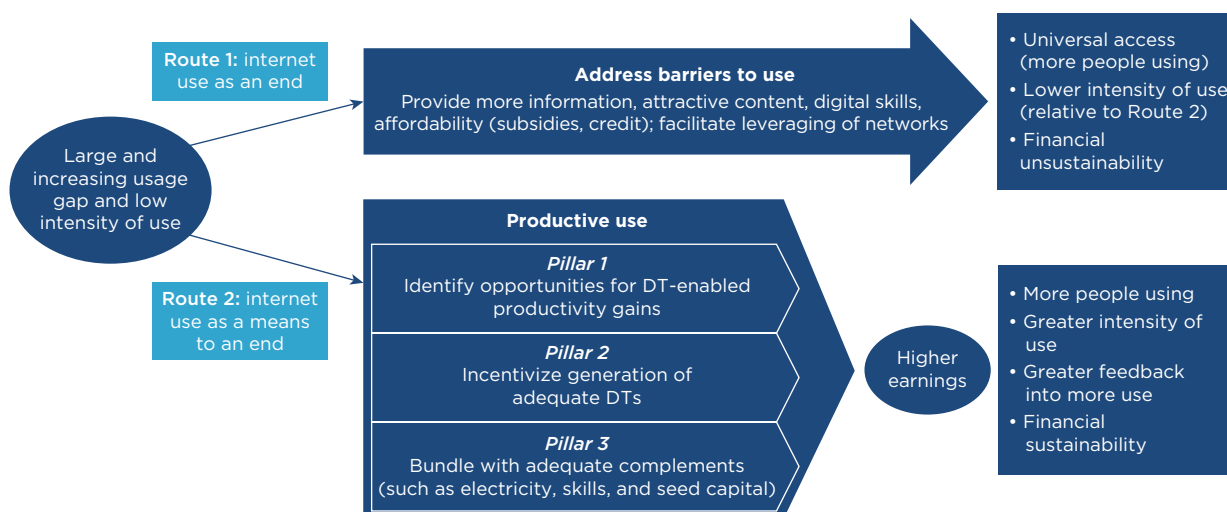 Route 1: internet
use as an end
Large and
increasing usage
gap and low
intensity of use
Route 2: internet
use as a means
to an end
Address barriers to use
Provide more information, attractive content, digital skills,
affordability (subsidies, credit); facilitate leveraging of networks
• Universal access
(more people using)
• Lower intensity of use
(relative to Route 2)
• Financial
unsustainability
Productive use
Pillar 1
Identify opportunities for DT-enabled
productivity gains
Pillar 2
Incentivize generation of
adequate DTs
Pillar 3
Bundle with adequate complements
(such as electricity, skills, and seed capital)
Higher
earnings
• More people using
• Greater intensity of
use
• Greater feedback
into more use
• Financial
sustainability